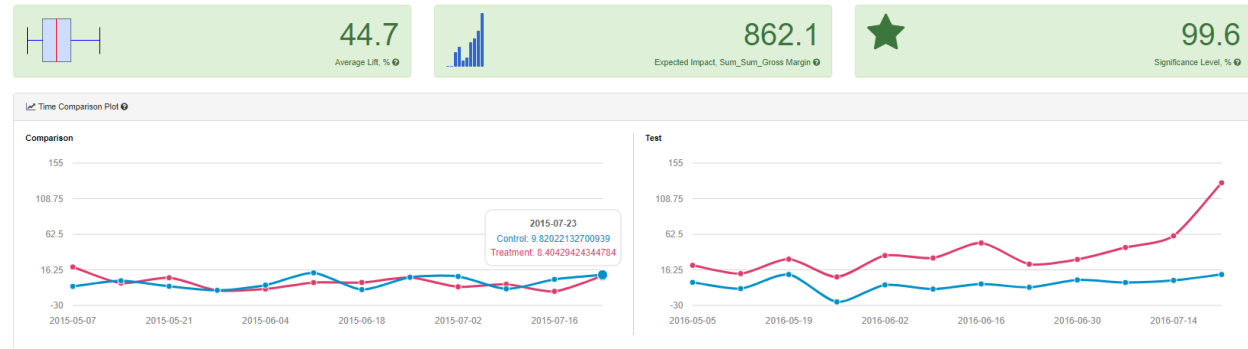 44.7
Average Lift, %
862.1
Expected Impact, Sum_Sum_Gross Margin
99.6
Significance Level, %
Time Comparison Plot
Comparison
155
108.75
62.5
16.25
-30
2015-05-07 2015-05-21 2015-06-04 2015-06-18 2015-07-02 2015-07-16
2015-07-23
Control: 9.82022132700939
Treatment: 8.40429424344784
Test
155
108.75
62.5
16.25
-30
2016-05-05 2016-05-19 2016-06-02 2016-06-16 2016-06-30 2016-07-14